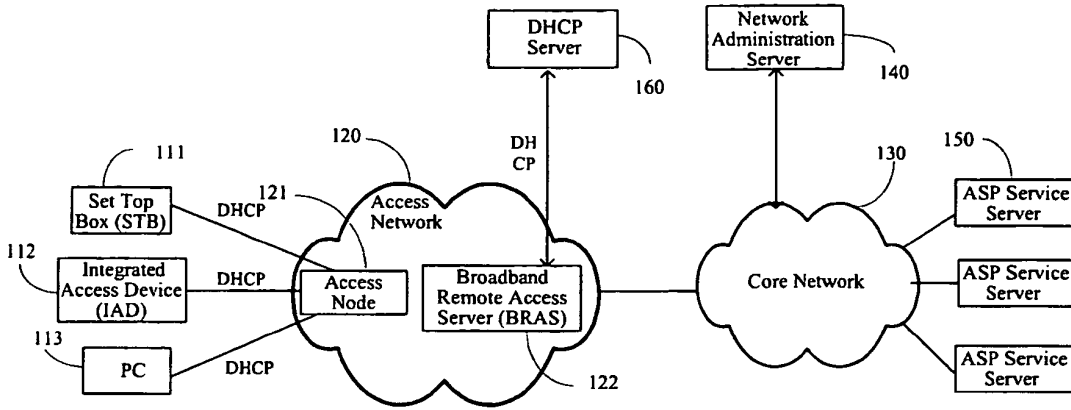 DHCP
Server
160
Network
Administration
Server
140
111
Set Top
Box (STB)
DHCP
112
Integrated
Access Device
(IAD)
DHCP
113
PC
DHCP
120
121
Access
Network
Access
Node
DH
CP
Broadband
Remote Access
Server (BRAS)
122
130
Core Network
150
ASP Service
Server
ASP Service
Server
ASP Service
Server